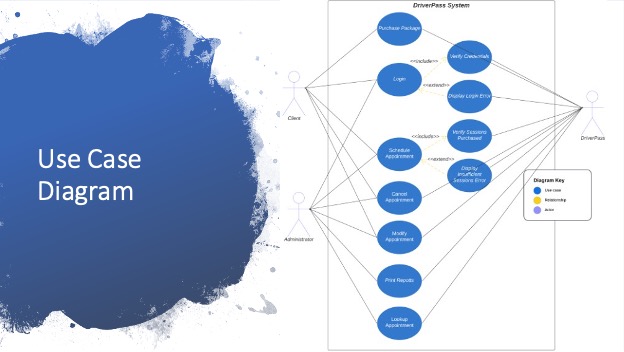 Use Case
Diagram
DriverPass System
Purchase Package
Login
<<include>>
Verify Credentials
<<extend>>
Display Login Error
Client
DriverPass
<<include>>
Verify Sessions
Purchased
Schedule
Appointment
<<extend>>
Display
Insufficient
Sessions Error
Cancel
Appointment
Administrator
Modify
Appointment
Print Reports
Lookup
Appointment
Diagram Key
Use case
Relationship
Actor